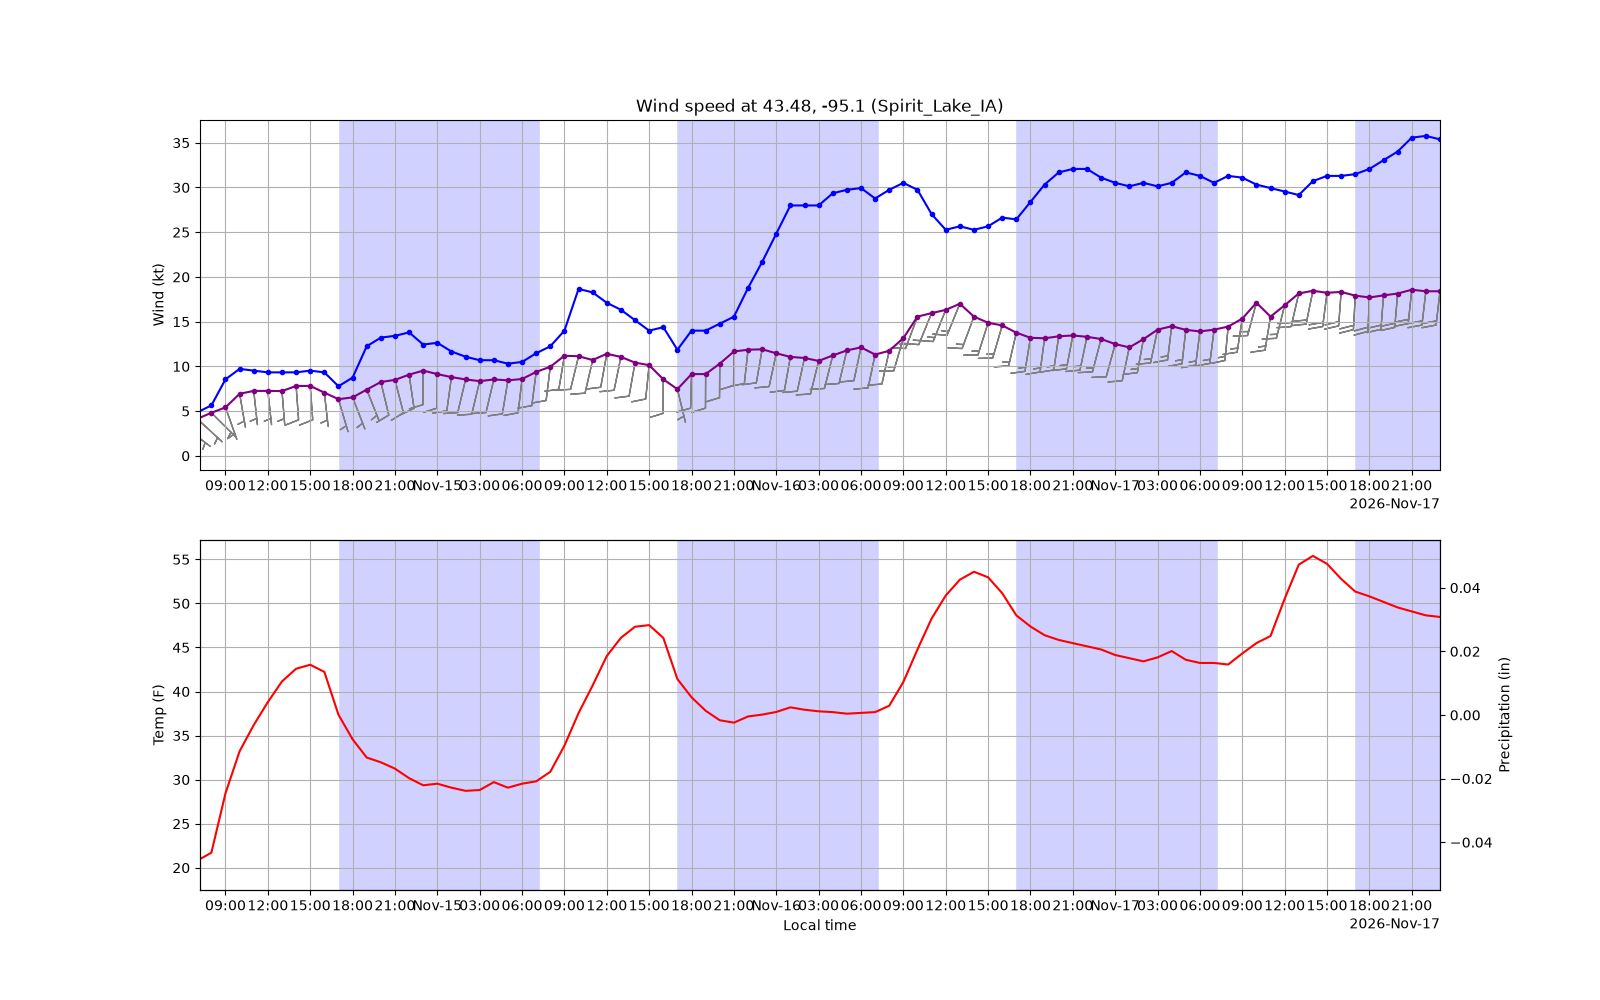 Wind speed at 43.48, -95.1 (Spirit_Lake_IA)
35
30
25
20
15
10
5
0
Wind (kt)
09:00 12:00 15:00 18:00 21:00 Nov-15 03:00 06:00 09:00 12:00 15:00 18:00 21:00 Nov-16 03:00 06:00 09:00 12:00 15:00 18:00 21:00 Nov-17 03:00 06:00 09:00 12:00 15:00 18:00 21:00
2026-Nov-17
55
50
45
40
35
30
25
20
Temp (F)
0.04
0.02
0.00
−0.02
−0.04
Precipitation (in)
09:00 12:00 15:00 18:00 21:00 Nov-15 03:00 06:00 09:00 12:00 15:00 18:00 21:00 Nov-16 03:00 06:00 09:00 12:00 15:00 18:00 21:00 Nov-17 03:00 06:00 09:00 12:00 15:00 18:00 21:00
Local time
2026-Nov-17